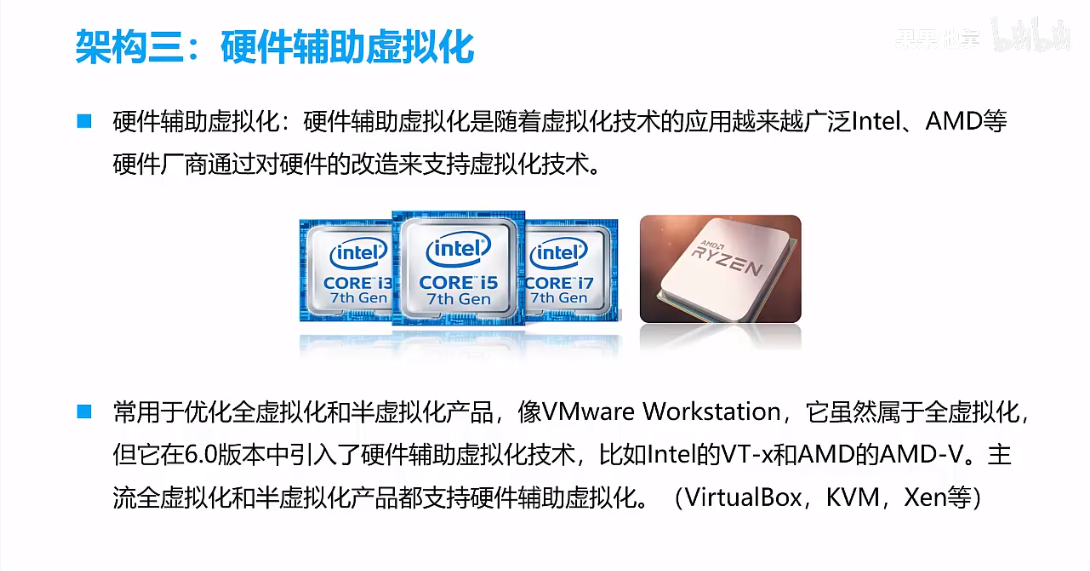 架构三：硬件辅助虚拟化
硬件辅助虚拟化：硬件辅助虚拟化是随着虚拟化技术的应用越来越广泛Intel、AMD等
硬件厂商通过对硬件的改造来支持虚拟化技术。
intel
CORE i3
7th Gen
intel
CORE i5
7th Gen
intel
CORE i7
7th Gen
AMD
RYZEN
常用于优化全虚拟化和半虚拟化产品，像VMware Workstation，它虽然属于全虚拟化，
但它在6.0版本中引入了硬件辅助虚拟化技术，比如Intel的VT-x和AMD的AMD-V。主
流全虚拟化和半虚拟化产品都支持硬件辅助虚拟化。（VirtualBox，KVM，Xen等）